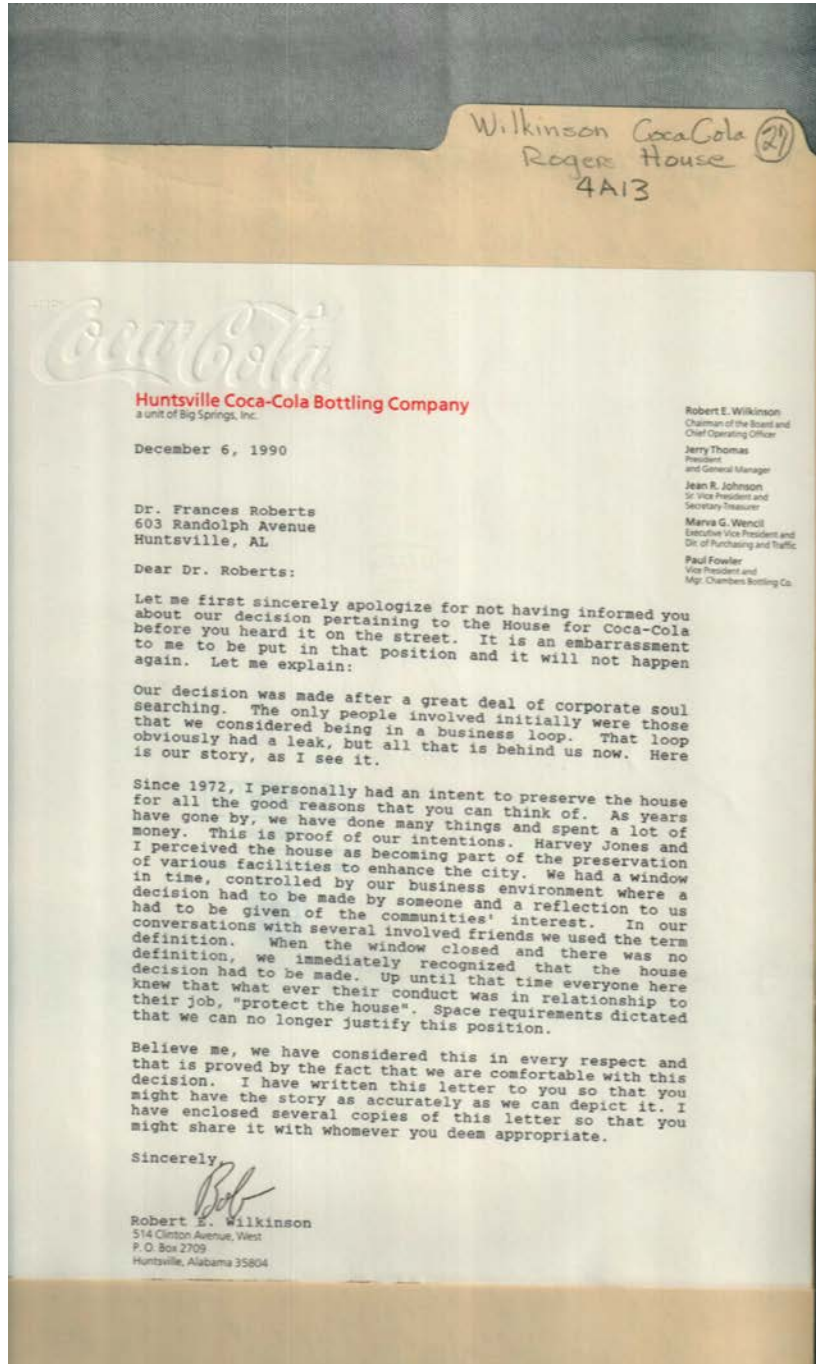 Wilkinson CocaCola 27
Rogers House
4A13
Coca-Cola
Huntsville Coca-Cola Bottling Company
a unit of Big Springs, Inc.
Robert E. Wilkinson
Chairman of the Board and
Chief Operating Officer
Jerry Thomas
President
and General Manager
Jean R. Johnson
Sr. Vice President and
Secretary-Treasurer
Marva G. Wencil
Executive Vice President and
Dir. of Purchasing and Traffic
Paul Fowler
Vice President and
Mgr. Chambers Bottling Co.
December 6, 1990
Dr. Frances Roberts
603 Randolph Avenue
Huntsville, AL
Dear Dr. Roberts:
Let me first sincerely apologize for not having informed you
about our decision pertaining to the House for Coca-Cola
before you heard it on the street. It is an embarrassment
to me to be put in that position and it will not happen
again. Let me explain:
Our decision was made after a great deal of corporate soul
searching. The only people involved initially were those
that we considered being in a business loop. That loop
obviously had a leak, but all that is behind us now. Here
is our story, as I see it.
Since 1972, I personally had an intent to preserve the house
for all the good reasons that you can think of. As years
have gone by, we have done many things and spent a lot of
money. This is proof of our intentions. Harvey Jones and
I perceived the house as becoming part of the preservation
of various facilities to enhance the city. We had a window
in time, controlled by our business environment where a
decision had to be made by someone and a reflection to us
had to be given of the communities' interest. In our
conversations with several involved friends we used the term
definition. When the window closed and there was no
definition, we immediately recognized that the house
decision had to be made. Up until that time everyone here
knew that what ever their conduct was in relationship to
their job, "protect the house". Space requirements dictated
that we can no longer justify this position.
Believe me, we have considered this in every respect and
that is proved by the fact that we are comfortable with this
decision. I have written this letter to you so that you
might have the story as accurately as we can depict it. I
have enclosed several copies of this letter so that you
might share it with whomever you deem appropriate.
Sincerely,
Bob
Robert E. Wilkinson
514 Clinton Avenue, West
P. O. Box 2709
Huntsville, Alabama 35804